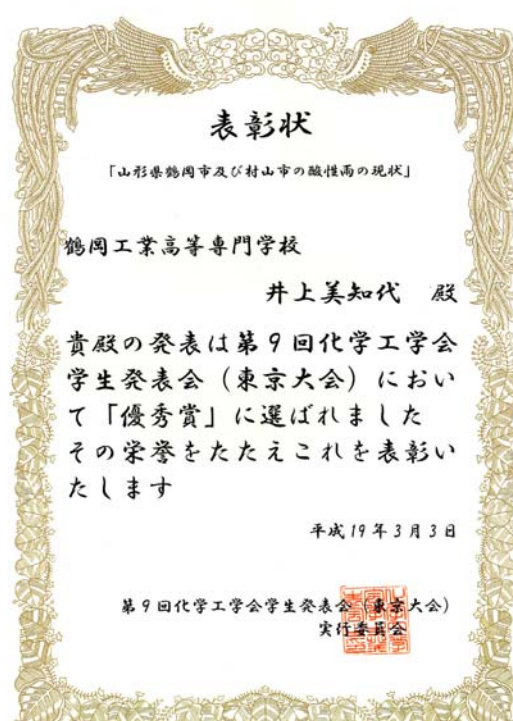 表彰状
「山形県鶴岡市及び村山市の酸性雨の現状」
鶴岡工業高等専門学校
井上美知代 殿
貴殿の発表は第9回化学工学会
学生発表会（東京大会）におい
て「優秀賞」に選ばれました
その栄誉をたたえこれを表彰い
たします
平成19年3月3日
第9回化学工学会学生発表会（東京大会）
実行委員会